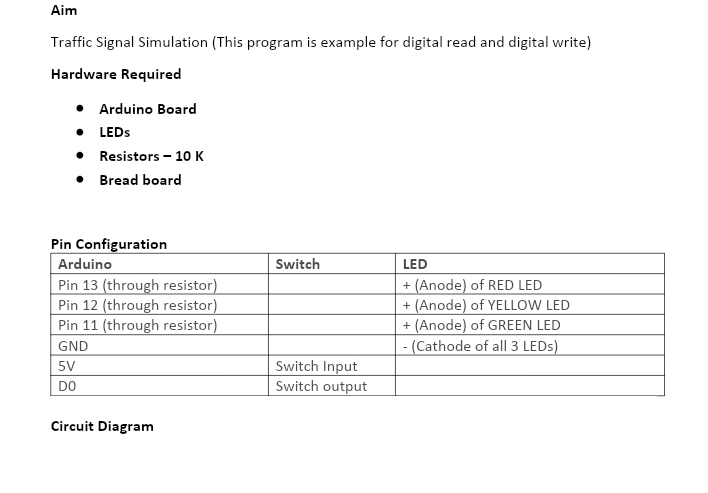 Aim
Traffic Signal Simulation (This program is example for digital read and digital write)
Hardware Required
• Arduino Board
• LEDs
• Resistors – 10 K
• Bread board
Pin Configuration
Arduino Switch LED
Pin 13 (through resistor) + (Anode) of RED LED
Pin 12 (through resistor) + (Anode) of YELLOW LED
Pin 11 (through resistor) + (Anode) of GREEN LED
GND - (Cathode of all 3 LEDs)
5V Switch Input
D0 Switch output
Circuit Diagram